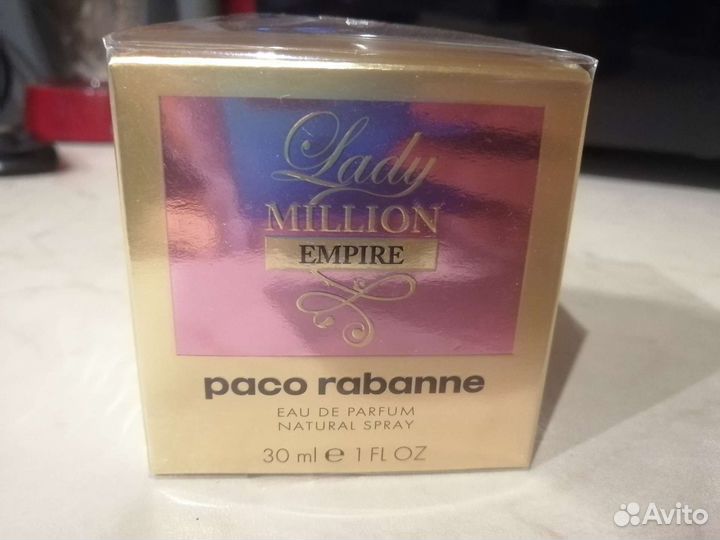 Lady
MILLION
EMPIRE
paco rabanne
EAU DE PARFUM
NATURAL SPRAY
30 ml ℮ 1 FL OZ
Avito